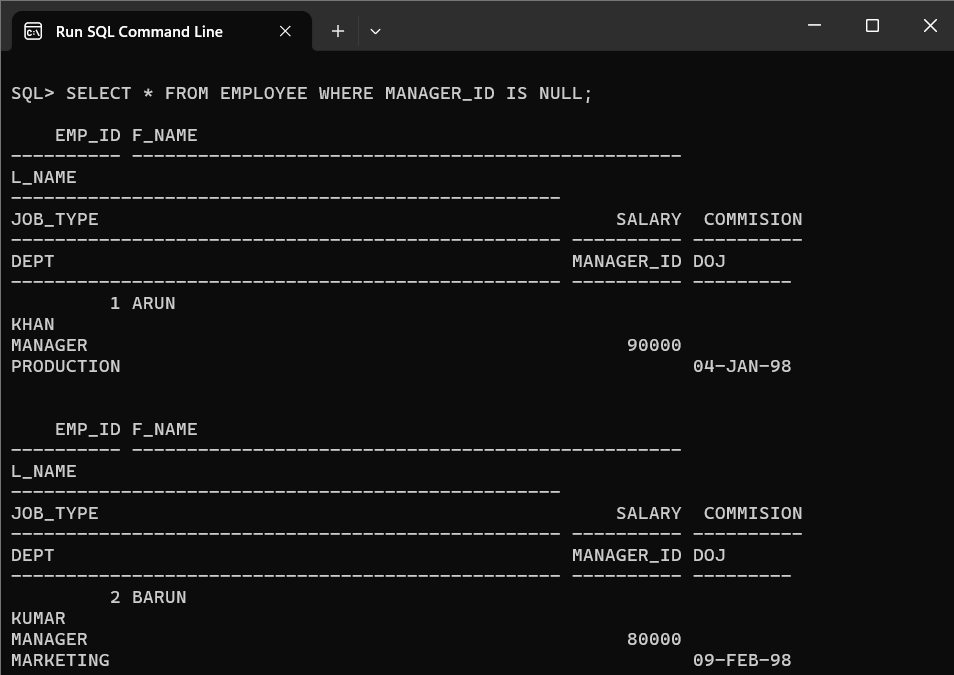 Run SQL Command Line
SQL> SELECT * FROM EMPLOYEE WHERE MANAGER_ID IS NULL;
    EMP_ID F_NAME
---------- --------------------------------------------------
L_NAME
--------------------------------------------------
JOB_TYPE                                               SALARY  COMMISION
-------------------------------------------------- ---------- ----------
DEPT                                               MANAGER_ID DOJ
-------------------------------------------------- ---------- ---------
         1 ARUN
KHAN
MANAGER                                                 90000
PRODUCTION                                                    04-JAN-98
    EMP_ID F_NAME
---------- --------------------------------------------------
L_NAME
--------------------------------------------------
JOB_TYPE                                               SALARY  COMMISION
-------------------------------------------------- ---------- ----------
DEPT                                               MANAGER_ID DOJ
-------------------------------------------------- ---------- ---------
         2 BARUN
KUMAR
MANAGER                                                 80000
MARKETING                                                     09-FEB-98